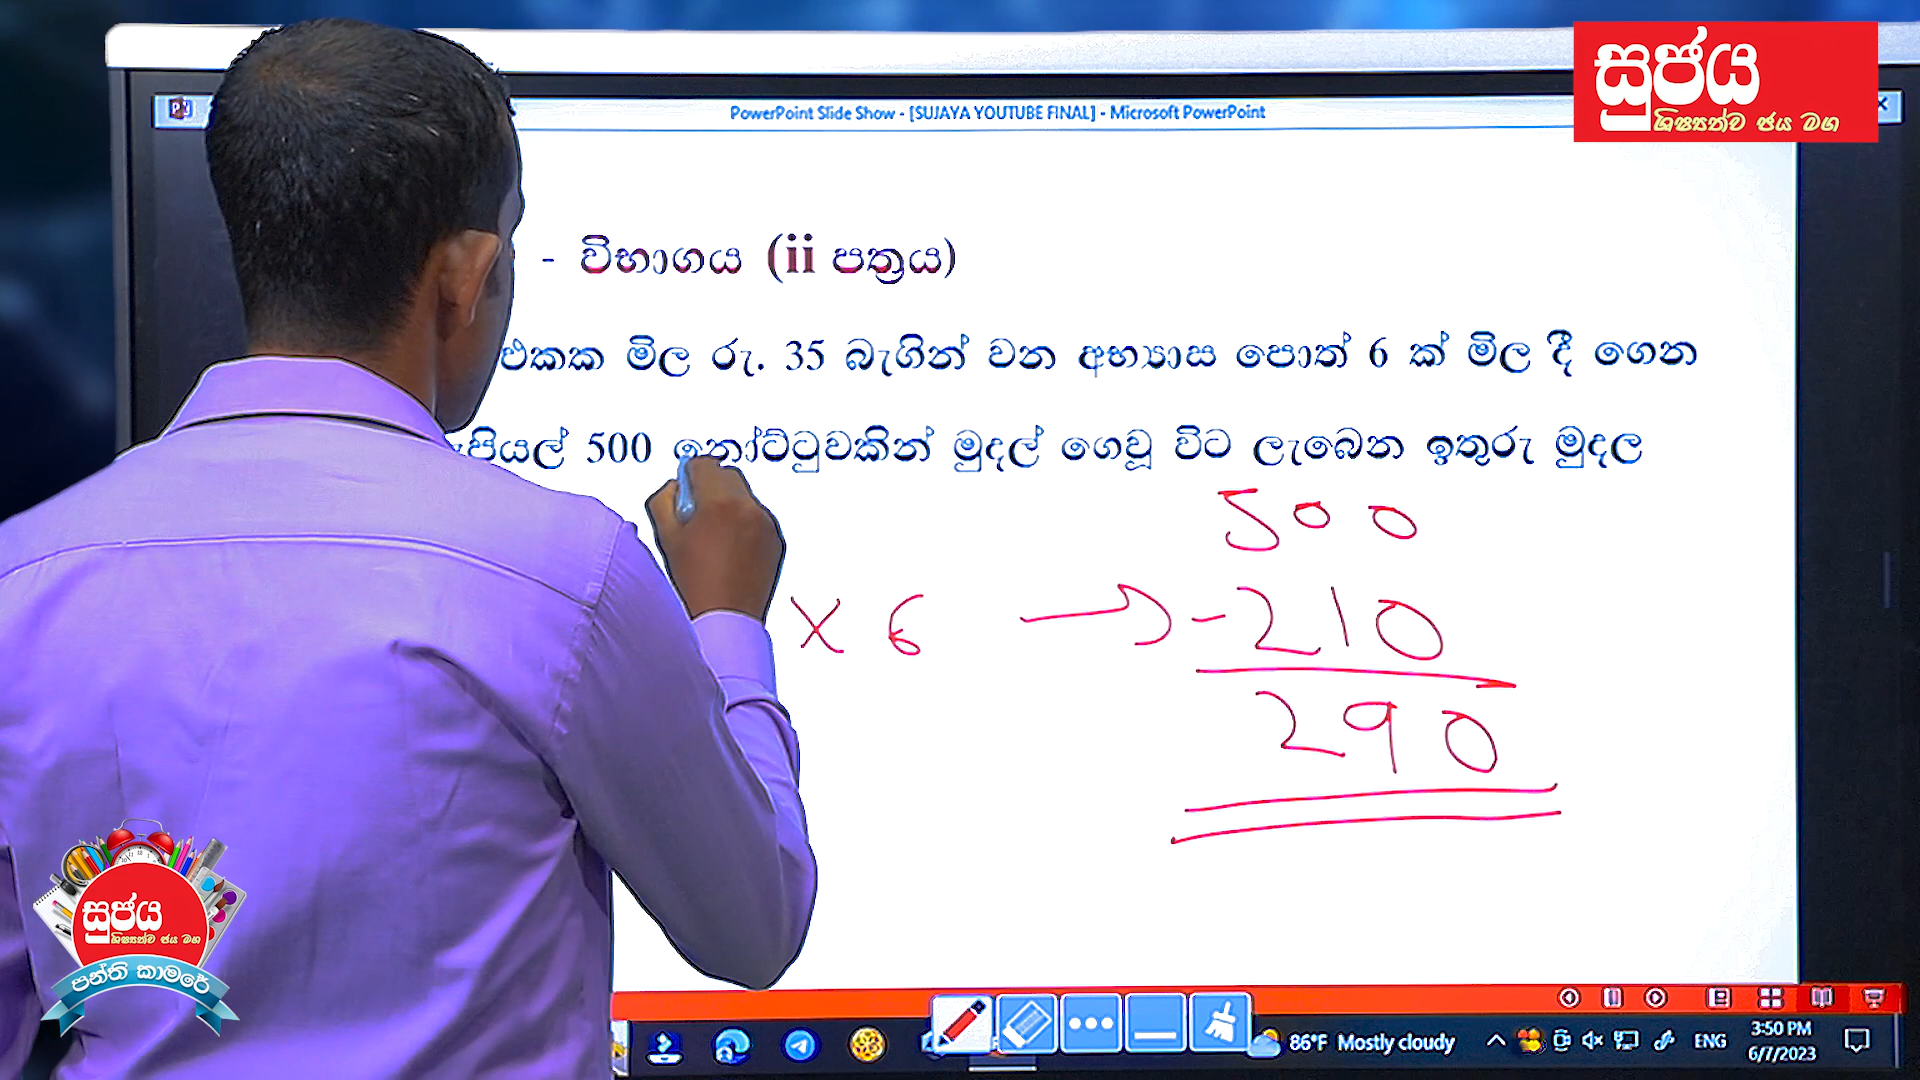 PowerPoint Slide Show - [SUJAYA YOUTUBE FINAL] - Microsoft PowerPoint
සුජය
ශිෂ්‍යත්ව ජය මග
- විභාගය (ii පත්‍රය)
එකක මිල රු. 35 බැගින් වන අභ්‍යාස පොත් 6 ක් මිල දී ගෙන
රුපියල් 500 නෝට්ටුවකින් මුදල් ගෙවූ විට ලැබෙන ඉතුරු මුදල
500
× 6 → - 210
290
සුජය
ශිෂ්‍යත්ව ජය මග
පන්ති කාමරේ
86°F Mostly cloudy
ENG
3:50 PM
6/7/2023